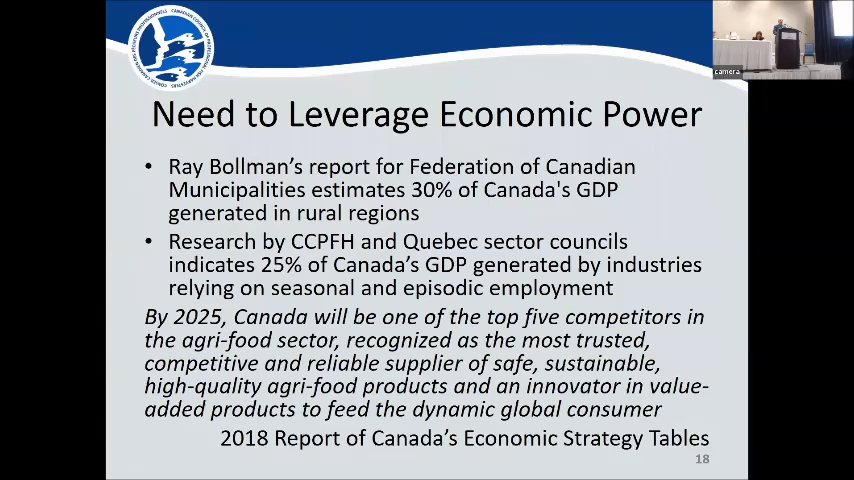 Need to Leverage Economic Power
• Ray Bollman’s report for Federation of Canadian
Municipalities estimates 30% of Canada's GDP
generated in rural regions
• Research by CCPFH and Quebec sector councils
indicates 25% of Canada’s GDP generated by industries
relying on seasonal and episodic employment
By 2025, Canada will be one of the top five competitors in
the agri-food sector, recognized as the most trusted,
competitive and reliable supplier of safe, sustainable,
high-quality agri-food products and an innovator in value-
added products to feed the dynamic global consumer
2018 Report of Canada’s Economic Strategy Tables
18
camera